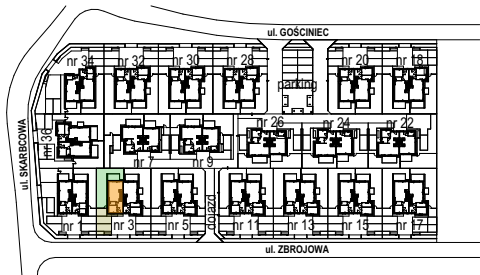 ul. GOŚCINIEC
nr 34
nr 32
nr 30
nr 28
nr 20
nr 18
parking
ul. SKARBCOWA
nr 36
nr 7
nr 9
nr 26
nr 24
nr 22
nr 1
nr 3
nr 5
dojazd
nr 11
nr 13
nr 15
nr 17
ul. ZBROJOWA